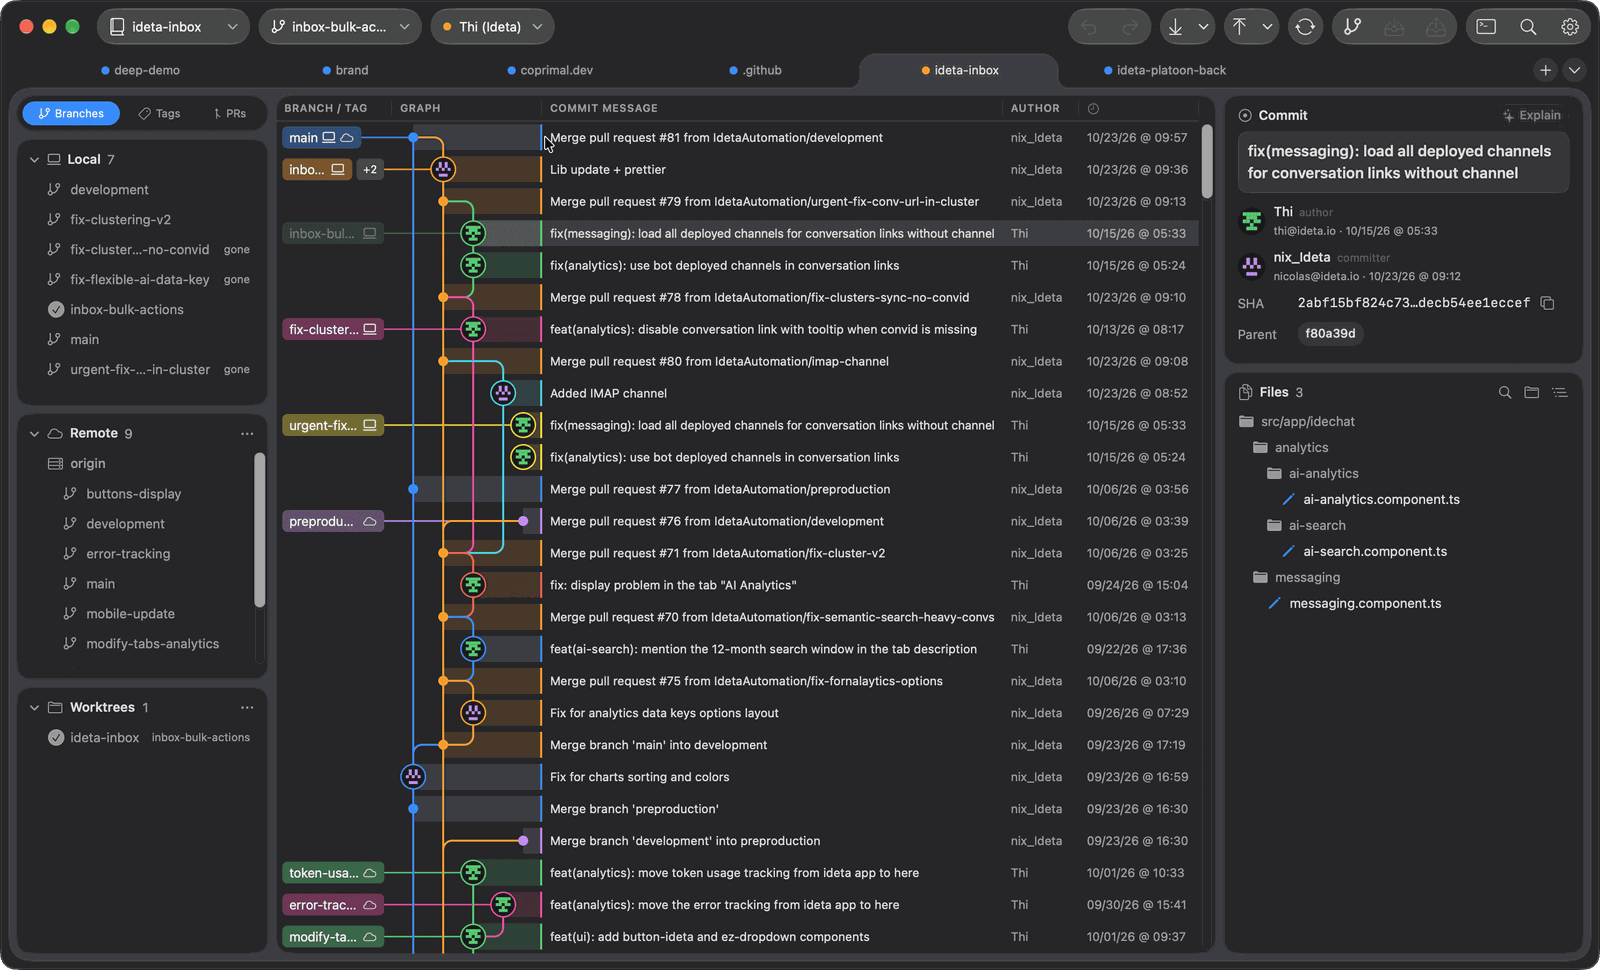 ideta-inbox
inbox-bulk-ac...
Thi (Ideta)
deep-demo
brand
coprimal.dev
.github
ideta-inbox
ideta-platoon-back
Branches
Tags
PRs
Local 7
development
fix-clustering-v2
fix-cluster...-no-convid gone
fix-flexible-ai-data-key gone
inbox-bulk-actions
main
urgent-fix-...-in-cluster gone
Remote 9
origin
buttons-display
development
error-tracking
main
mobile-update
modify-tabs-analytics
Worktrees 1
ideta-inbox inbox-bulk-actions
BRANCH / TAG GRAPH COMMIT MESSAGE AUTHOR
main Merge pull request #81 from IdetaAutomation/development nix_Ideta 10/23/26 @ 09:57
inbo... +2 Lib update + prettier nix_Ideta 10/23/26 @ 09:36
Merge pull request #79 from IdetaAutomation/urgent-fix-conv-url-in-cluster nix_Ideta 10/23/26 @ 09:13
inbox-bul... fix(messaging): load all deployed channels for conversation links without channel Thi 10/15/26 @ 05:33
fix(analytics): use bot deployed channels in conversation links Thi 10/15/26 @ 05:24
Merge pull request #78 from IdetaAutomation/fix-clusters-sync-no-convid nix_Ideta 10/23/26 @ 09:10
fix-cluster... feat(analytics): disable conversation link with tooltip when convid is missing Thi 10/13/26 @ 08:17
Merge pull request #80 from IdetaAutomation/imap-channel nix_Ideta 10/23/26 @ 09:08
Added IMAP channel nix_Ideta 10/23/26 @ 08:52
urgent-fix... fix(messaging): load all deployed channels for conversation links without channel Thi 10/15/26 @ 05:33
fix(analytics): use bot deployed channels in conversation links Thi 10/15/26 @ 05:24
Merge pull request #77 from IdetaAutomation/preproduction nix_Ideta 10/06/26 @ 03:56
preprodu... Merge pull request #76 from IdetaAutomation/development nix_Ideta 10/06/26 @ 03:39
Merge pull request #71 from IdetaAutomation/fix-cluster-v2 nix_Ideta 10/06/26 @ 03:25
fix: display problem in the tab "AI Analytics" Thi 09/24/26 @ 15:04
Merge pull request #70 from IdetaAutomation/fix-semantic-search-heavy-convs nix_Ideta 10/06/26 @ 03:13
feat(ai-search): mention the 12-month search window in the tab description Thi 09/22/26 @ 17:36
Merge pull request #75 from IdetaAutomation/fix-fornalaytics-options nix_Ideta 10/06/26 @ 03:10
Fix for analytics data keys options layout nix_Ideta 09/26/26 @ 07:29
Merge branch 'main' into development nix_Ideta 09/23/26 @ 17:19
Fix for charts sorting and colors nix_Ideta 09/23/26 @ 16:59
Merge branch 'preproduction' nix_Ideta 09/23/26 @ 16:30
Merge branch 'development' into preproduction nix_Ideta 09/23/26 @ 16:30
token-usa... feat(analytics): move token usage tracking from ideta app to here Thi 10/01/26 @ 10:33
error-trac... feat(analytics): move the error tracking from ideta app to here Thi 09/30/26 @ 15:41
modify-ta... feat(ui): add button-ideta and ez-dropdown components Thi 10/01/26 @ 09:37
Commit Explain
fix(messaging): load all deployed channels
for conversation links without channel
Thi author
thi@ideta.io · 10/15/26 @ 05:33
nix_Ideta committer
nicolas@ideta.io · 10/23/26 @ 09:12
SHA 2abf15bf824c73…decb54ee1eccef
Parent f80a39d
Files 3
src/app/idechat
analytics
ai-analytics
ai-analytics.component.ts
ai-search
ai-search.component.ts
messaging
messaging.component.ts